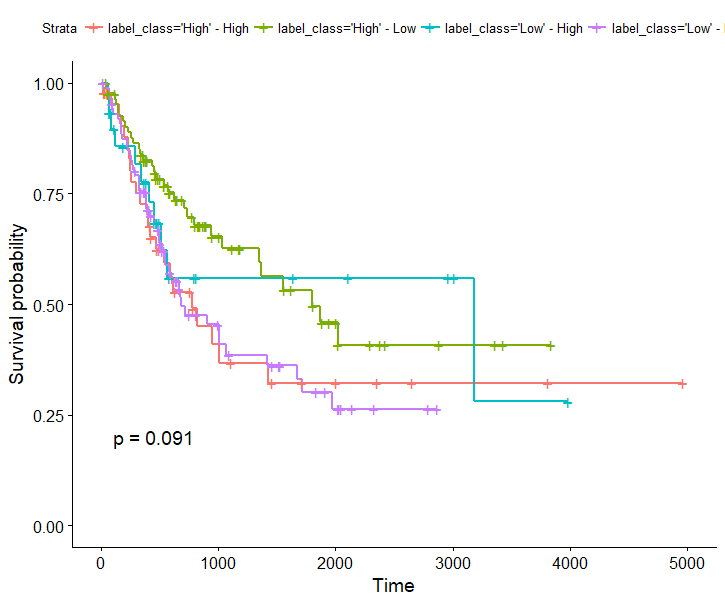 Strata label_class='High' - High label_class='High' - Low label_class='Low' - High label_class='Low' -
1.00
0.75
0.50
0.25
0.00
Survival probability
p = 0.091
0 1000 2000 3000 4000 5000
Time